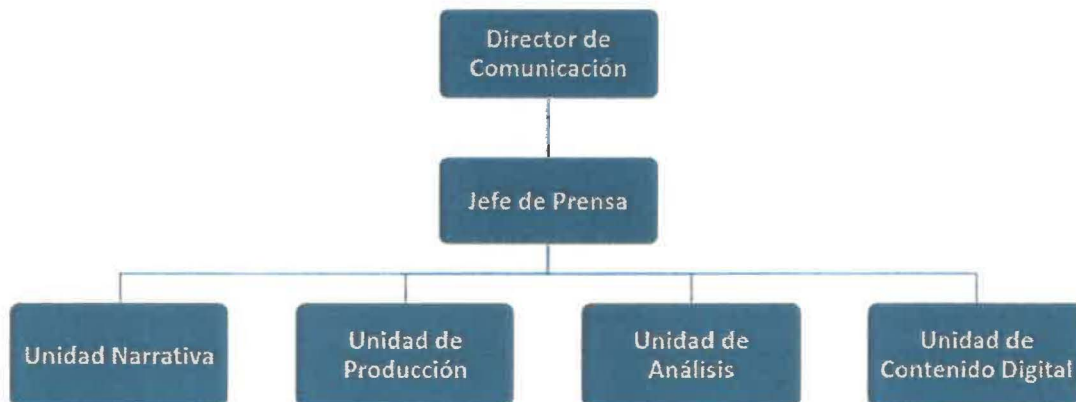 Director de
Comunicación
Jefe de Prensa
Unidad Narrativa
Unidad de
Producción
Unidad de
Análisis
Unidad de
Contenido Digital